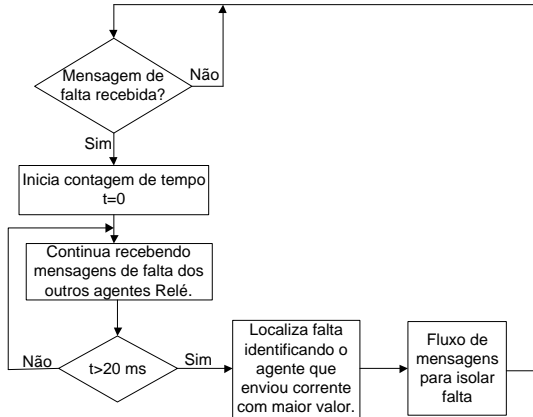 Mensagem de
falta recebida?
Não
Sim
Inicia contagem de tempo
t=0
Continua recebendo
mensagens de falta dos
outros agentes Relé.
Não
t>20 ms
Sim
Localiza falta
identificando o
agente que
enviou corrente
com maior valor.
Fluxo de
mensagens
para isolar
falta